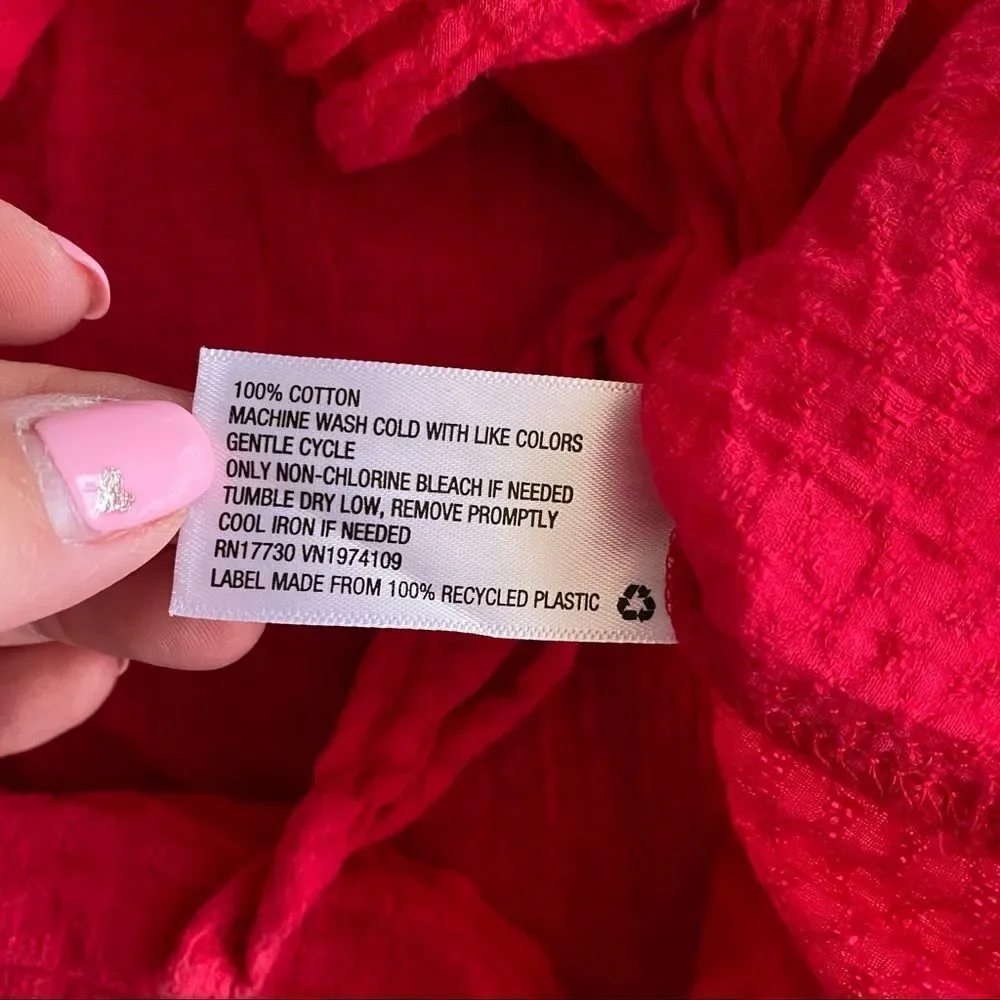 100% COTTON
MACHINE WASH COLD WITH LIKE COLORS
GENTLE CYCLE
ONLY NON-CHLORINE BLEACH IF NEEDED
TUMBLE DRY LOW, REMOVE PROMPTLY
COOL IRON IF NEEDED
RN17730 VN1974109
LABEL MADE FROM 100% RECYCLED PLASTIC